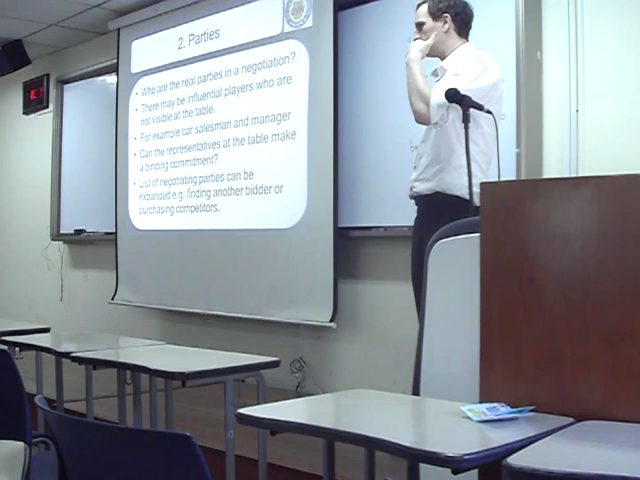 2. Parties
• Who are the real parties in a negotiation?
• There may be influential players who are
not visible at the table.
• For example car salesman and manager
• Can the representatives at the table make
a binding commitment?
• List of negotiating parties can be
expanded e.g. finding another bidder or
purchasing competitors.